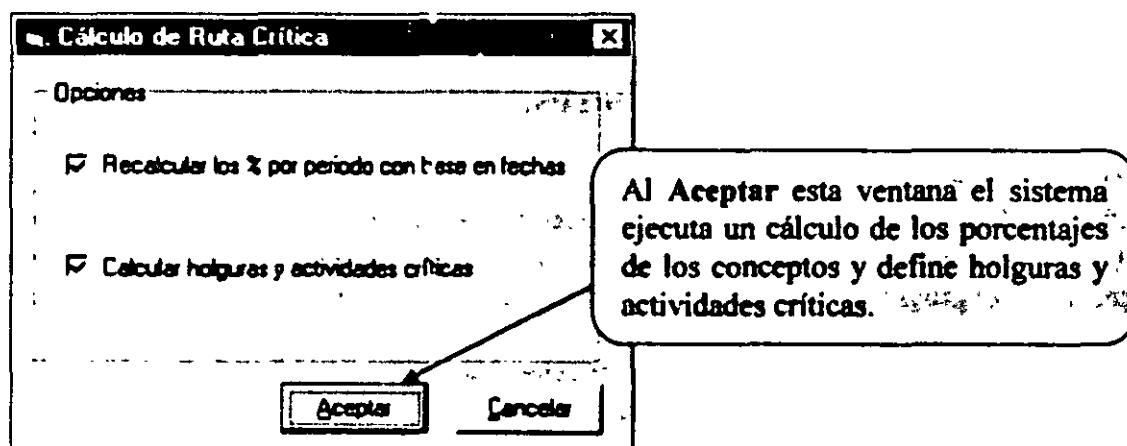 Cálculo de Ruta Crítica
Opciones
Recalcular los % por periodo con base en fechas
Calcular holguras y actividades críticas
Aceptar
Cancelar
Al Aceptar esta ventana el sistema
ejecuta un cálculo de los porcentajes
de los conceptos y define holguras y
actividades críticas.